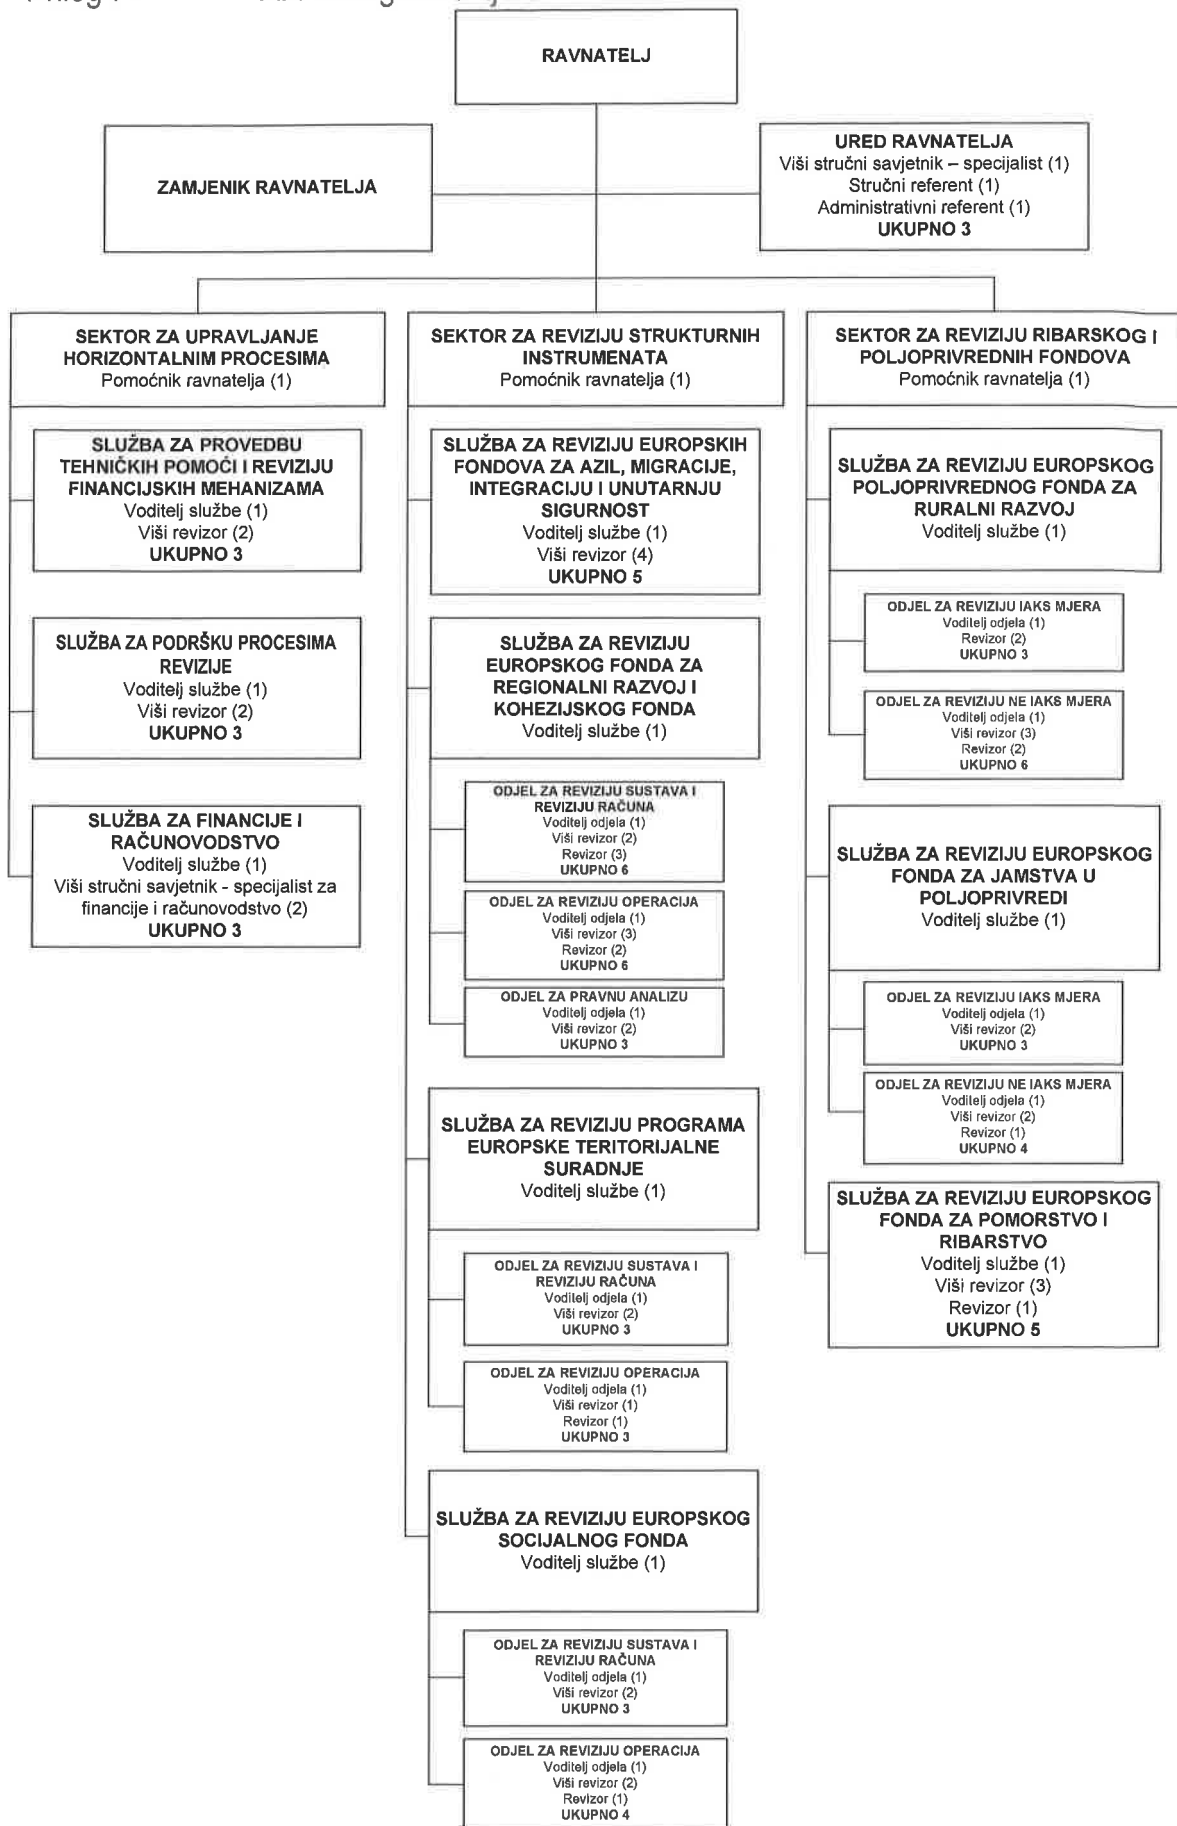 RAVNATELJ
ZAMJENIK RAVNATELJA
URED RAVNATELJA
Viši stručni savjetnik – specijalist (1)
Stručni referent (1)
Administrativni referent (1)
UKUPNO 3
SEKTOR ZA UPRAVLJANJE
HORIZONTALNIM PROCESIMA
Pomoćnik ravnatelja (1)
SLUŽBA ZA PROVEDBU
TEHNIČKIH POMOĆI I REVIZIJU
FINANCIJSKIH MEHANIZAMA
Voditelj službe (1)
Viši revizor (2)
UKUPNO 3
SLUŽBA ZA PODRŠKU PROCESIMA
REVIZIJE
Voditelj službe (1)
Viši revizor (2)
UKUPNO 3
SLUŽBA ZA FINANCIJE I
RAČUNOVODSTVO
Voditelj službe (1)
Viši stručni savjetnik - specijalist za
financije i računovodstvo (2)
UKUPNO 3
SEKTOR ZA REVIZIJU STRUKTURNIH
INSTRUMENATA
Pomoćnik ravnatelja (1)
SLUŽBA ZA REVIZIJU EUROPSKIH
FONDOVA ZA AZIL, MIGRACIJE,
INTEGRACIJU I UNUTARNJU
SIGURNOST
Voditelj službe (1)
Viši revizor (4)
UKUPNO 5
SLUŽBA ZA REVIZIJU
EUROPSKOG FONDA ZA
REGIONALNI RAZVOJ I
KOHEZIJSKOG FONDA
Voditelj službe (1)
ODJEL ZA REVIZIJU SUSTAVA I
REVIZIJU RAČUNA
Voditelj odjela (1)
Viši revizor (2)
Revizor (3)
UKUPNO 6
ODJEL ZA REVIZIJU OPERACIJA
Voditelj odjela (1)
Viši revizor (3)
Revizor (2)
UKUPNO 6
ODJEL ZA PRAVNU ANALIZU
Voditelj odjela (1)
Viši revizor (2)
UKUPNO 3
SLUŽBA ZA REVIZIJU PROGRAMA
EUROPSKE TERITORIJALNE
SURADNJE
Voditelj službe (1)
ODJEL ZA REVIZIJU SUSTAVA I
REVIZIJU RAČUNA
Voditelj odjela (1)
Viši revizor (2)
UKUPNO 3
ODJEL ZA REVIZIJU OPERACIJA
Voditelj odjela (1)
Viši revizor (1)
Revizor (1)
UKUPNO 3
SLUŽBA ZA REVIZIJU EUROPSKOG
SOCIJALNOG FONDA
Voditelj službe (1)
ODJEL ZA REVIZIJU SUSTAVA I
REVIZIJU RAČUNA
Voditelj odjela (1)
Viši revizor (2)
UKUPNO 3
ODJEL ZA REVIZIJU OPERACIJA
Voditelj odjela (1)
Viši revizor (2)
Revizor (1)
UKUPNO 4
SEKTOR ZA REVIZIJU RIBARSKOG I
POLJOPRIVREDNIH FONDOVA
Pomoćnik ravnatelja (1)
SLUŽBA ZA REVIZIJU EUROPSKOG
POLJOPRIVREDNOG FONDA ZA
RURALNI RAZVOJ
Voditelj službe (1)
ODJEL ZA REVIZIJU IAKS MJERA
Voditelj odjela (1)
Revizor (2)
UKUPNO 3
ODJEL ZA REVIZIJU NE IAKS MJERA
Voditelj odjela (1)
Viši revizor (3)
Revizor (2)
UKUPNO 6
SLUŽBA ZA REVIZIJU EUROPSKOG
FONDA ZA JAMSTVA U
POLJOPRIVREDI
Voditelj službe (1)
ODJEL ZA REVIZIJU IAKS MJERA
Voditelj odjela (1)
Viši revizor (2)
UKUPNO 3
ODJEL ZA REVIZIJU NE IAKS MJERA
Voditelj odjela (1)
Viši revizor (2)
Revizor (1)
UKUPNO 4
SLUŽBA ZA REVIZIJU EUROPSKOG
FONDA ZA POMORSTVO I
RIBARSTVO
Voditelj službe (1)
Viši revizor (3)
Revizor (1)
UKUPNO 5